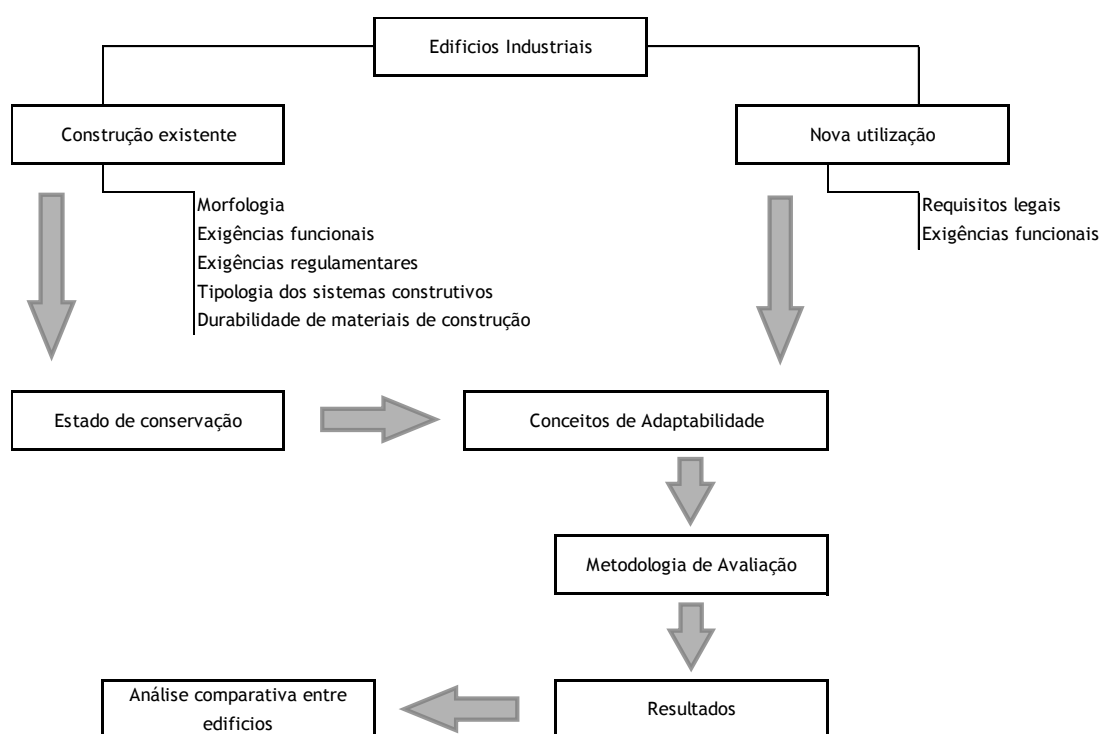 Edificios Industriais
Construção existente
Nova utilização
Morfologia
Exigências funcionais
Exigências regulamentares
Tipologia dos sistemas construtivos
Durabilidade de materiais de construção
Requisitos legais
Exigências funcionais
Estado de conservação
Conceitos de Adaptabilidade
Metodologia de Avaliação
Análise comparativa entre
edificios
Resultados